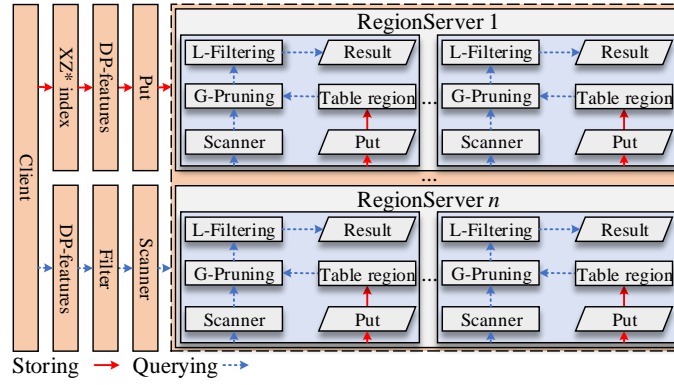 Client
XZ* index
DP-features
Put
DP-features
Filter
Scanner
RegionServer 1
L-Filtering
Result
G-Pruning
Table region
Scanner
Put
...
L-Filtering
Result
G-Pruning
Table region
Scanner
Put
...
RegionServer n
L-Filtering
Result
G-Pruning
Table region
Scanner
Put
...
L-Filtering
Result
G-Pruning
Table region
Scanner
Put
Storing
Querying